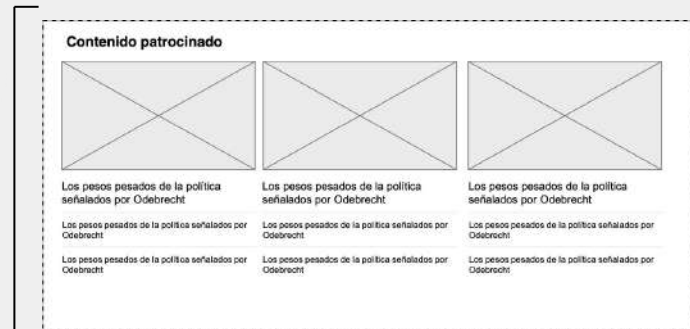 Contenido patrocinado
Los pesos pesados de la política
señalados por Odebrecht
Los pesos pesados de la política señalados por
Odebrecht
Los pesos pesados de la política señalados por
Odebrecht
Los pesos pesados de la política
señalados por Odebrecht
Los pesos pesados de la política señalados por
Odebrecht
Los pesos pesados de la política señalados por
Odebrecht
Los pesos pesados de la política
señalados por Odebrecht
Los pesos pesados de la política señalados por
Odebrecht
Los pesos pesados de la política señalados por
Odebrecht